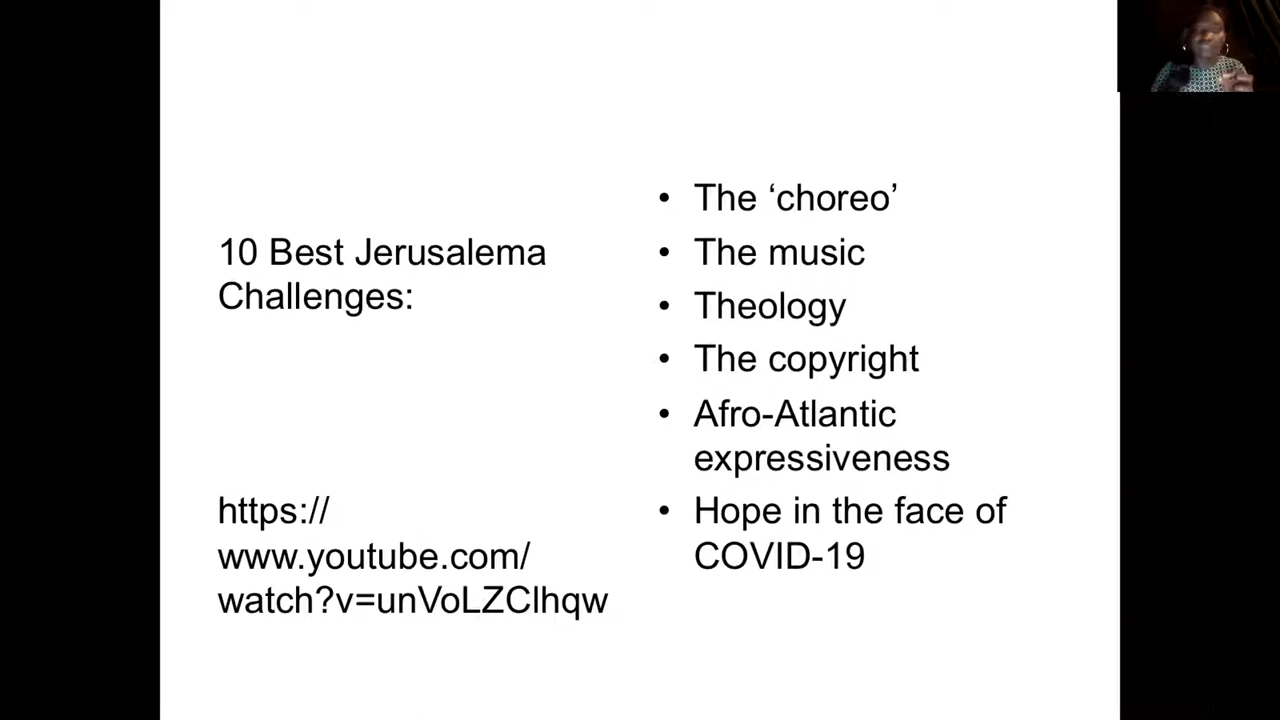 10 Best Jerusalema
Challenges:
https://
www.youtube.com/
watch?v=unVoLZClhqw
• The ‘choreo’
• The music
• Theology
• The copyright
• Afro-Atlantic
expressiveness
• Hope in the face of
COVID-19